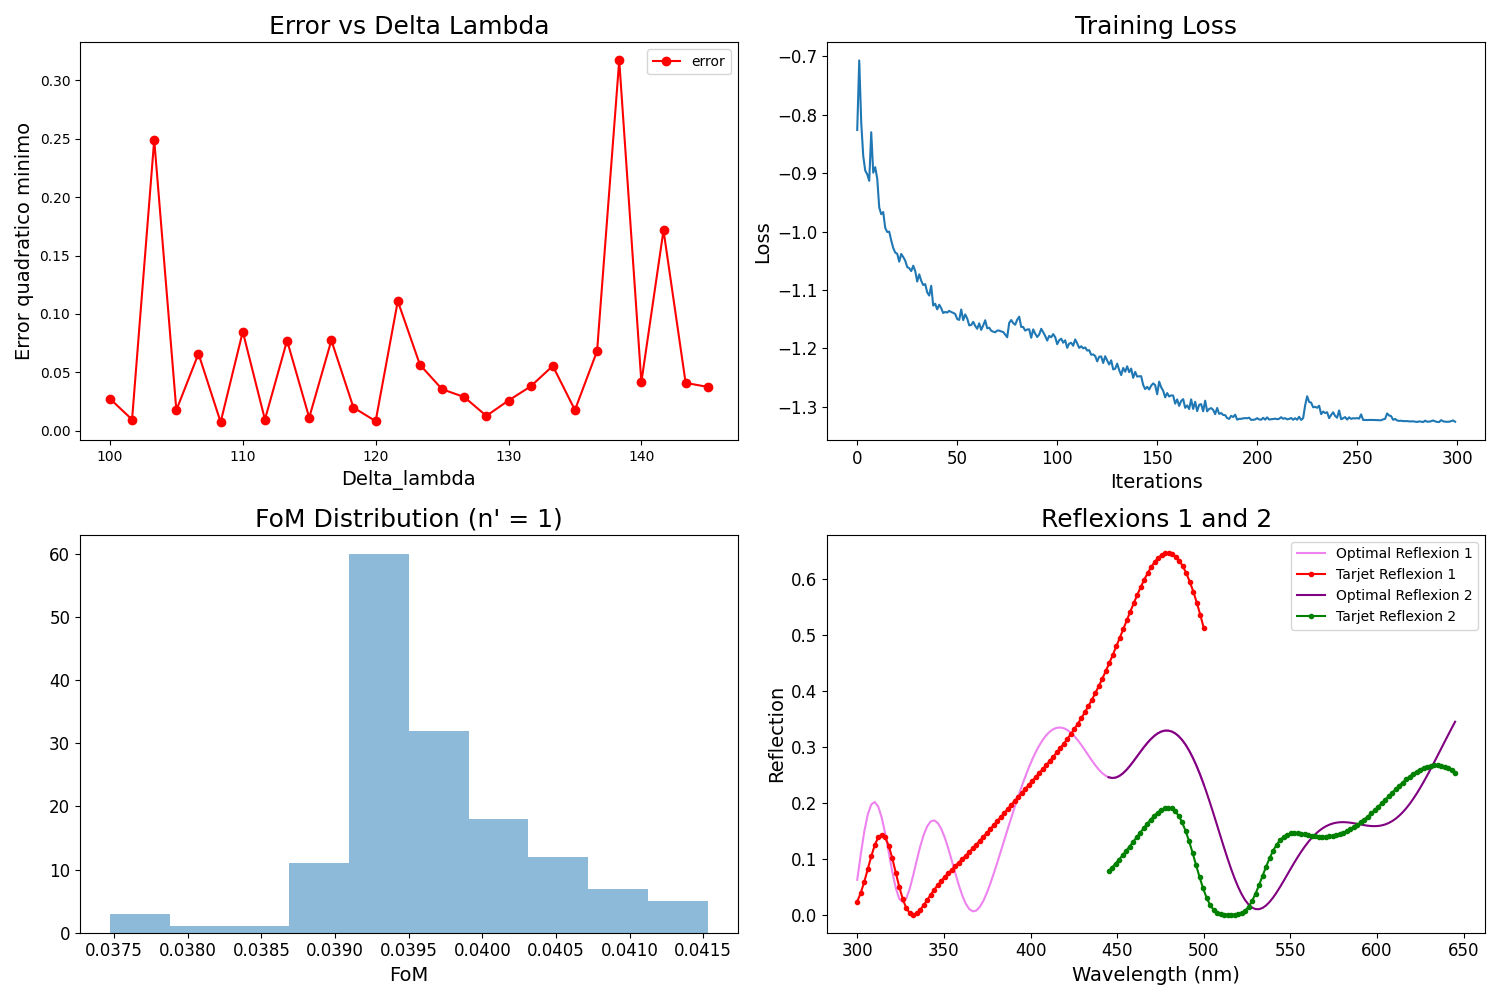 Error vs Delta Lambda
error
Error quadratico minimo
0.30
0.25
0.20
0.15
0.10
0.05
0.00
100 110 120 130 140
Delta_lambda
Training Loss
Loss
−0.7
−0.8
−0.9
−1.0
−1.1
−1.2
−1.3
0 50 100 150 200 250 300
Iterations
FoM Distribution (n' = 1)
60
50
40
30
20
10
0
0.0375 0.0380 0.0385 0.0390 0.0395 0.0400 0.0405 0.0410 0.0415
FoM
Reflexions 1 and 2
Optimal Reflexion 1
Tarjet Reflexion 1
Optimal Reflexion 2
Tarjet Reflexion 2
Reflection
0.6
0.5
0.4
0.3
0.2
0.1
0.0
300 350 400 450 500 550 600 650
Wavelength (nm)